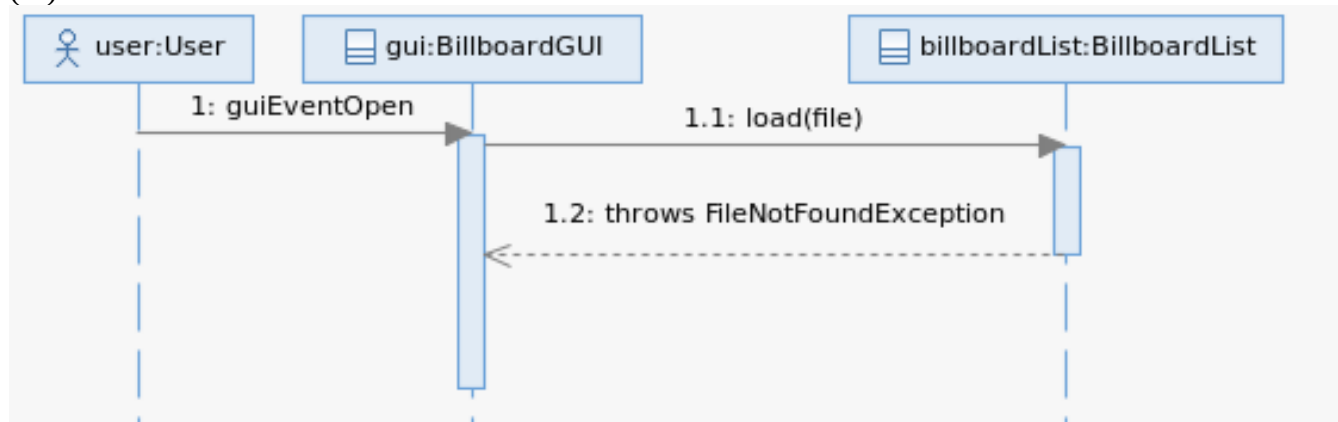 user:User
gui:BillboardGUI
billboardList:BillboardList
1: guiEventOpen
1.1: load(file)
1.2: throws FileNotFoundException